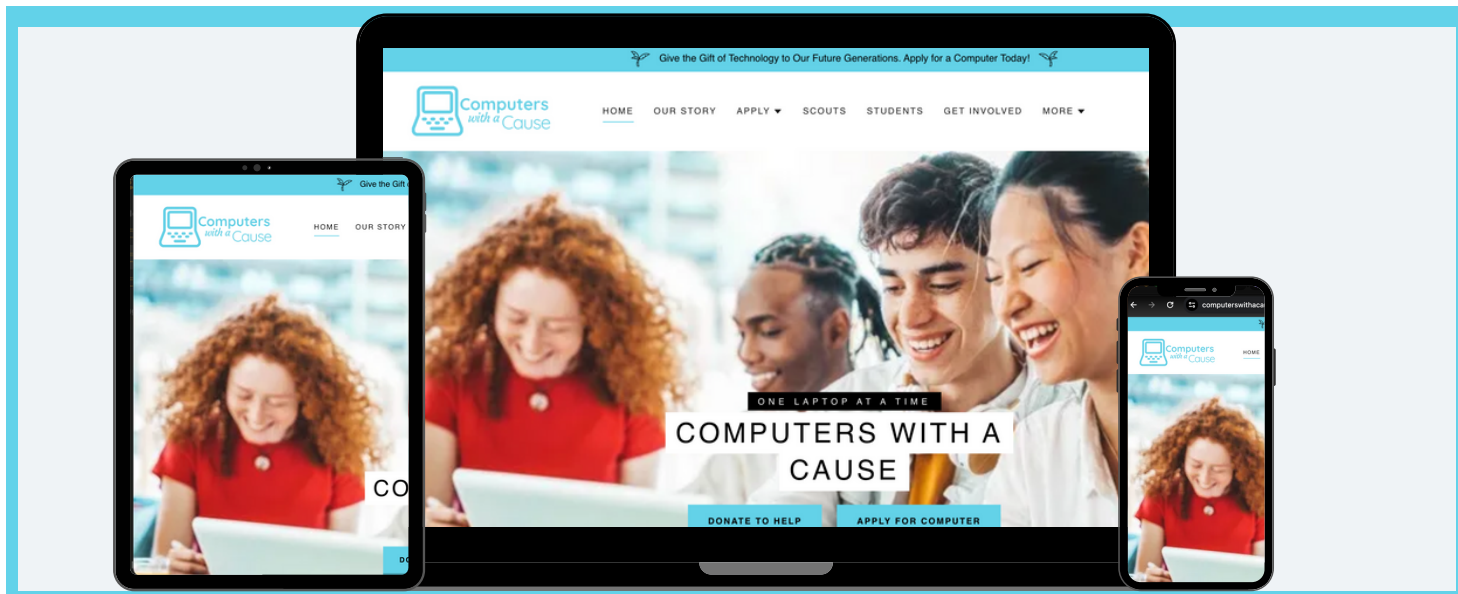 Give the Gift of Technology to Our Future Generations. Apply for a Computer Today!
Computers
with a Cause
HOME OUR STORY APPLY SCOUTS STUDENTS GET INVOLVED MORE
ONE LAPTOP AT A TIME
COMPUTERS WITH A
CAUSE
DONATE TO HELP APPLY FOR COMPUTER
Give the Gift
Computers
with a Cause
HOME OUR STORY
CO
computerswithaca
Computers
with a Cause
HOME